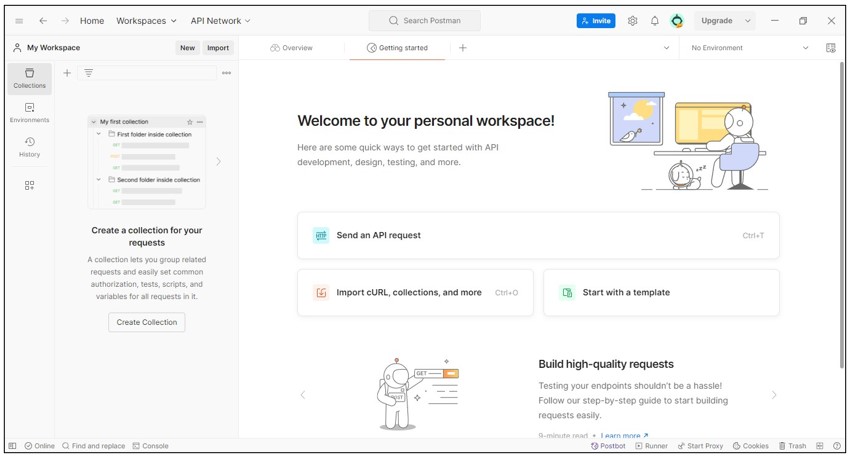 Home Workspaces API Network Search Postman Invite Upgrade
My Workspace New Import Overview Getting started No Environment
Collections
Environments
History
My first collection
First folder inside collection
Second folder inside collection
Create a collection for your
requests
A collection lets you group related
requests and easily set common
authorization, tests, scripts, and
variables for all requests in it.
Create Collection
Welcome to your personal workspace!
Here are some quick ways to get started with API
development, design, testing, and more.
Send an API request Ctrl+T
Import cURL, collections, and more Ctrl+O
Start with a template
GET
Build high-quality requests
Testing your endpoints shouldn't be a hassle!
Follow our step-by-step guide to start building
requests easily.
9-minute read • Learn more
Online Find and replace Console Postbot Runner Start Proxy Cookies Trash